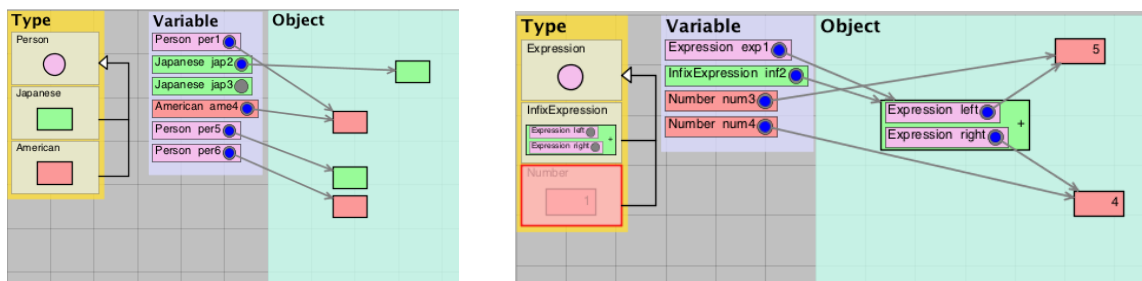 Type
Variable
Object
Person
Japanese
American
Person per1
Japanese jap2
Japanese jap3
American ame4
Person per5
Person per6
Type
Variable
Object
Expression
InfixExpression
Expression left
+
Expression right
Number
1
Expression exp1
InfixExpression inf2
Number num3
Number num4
5
Expression left
+
Expression right
4